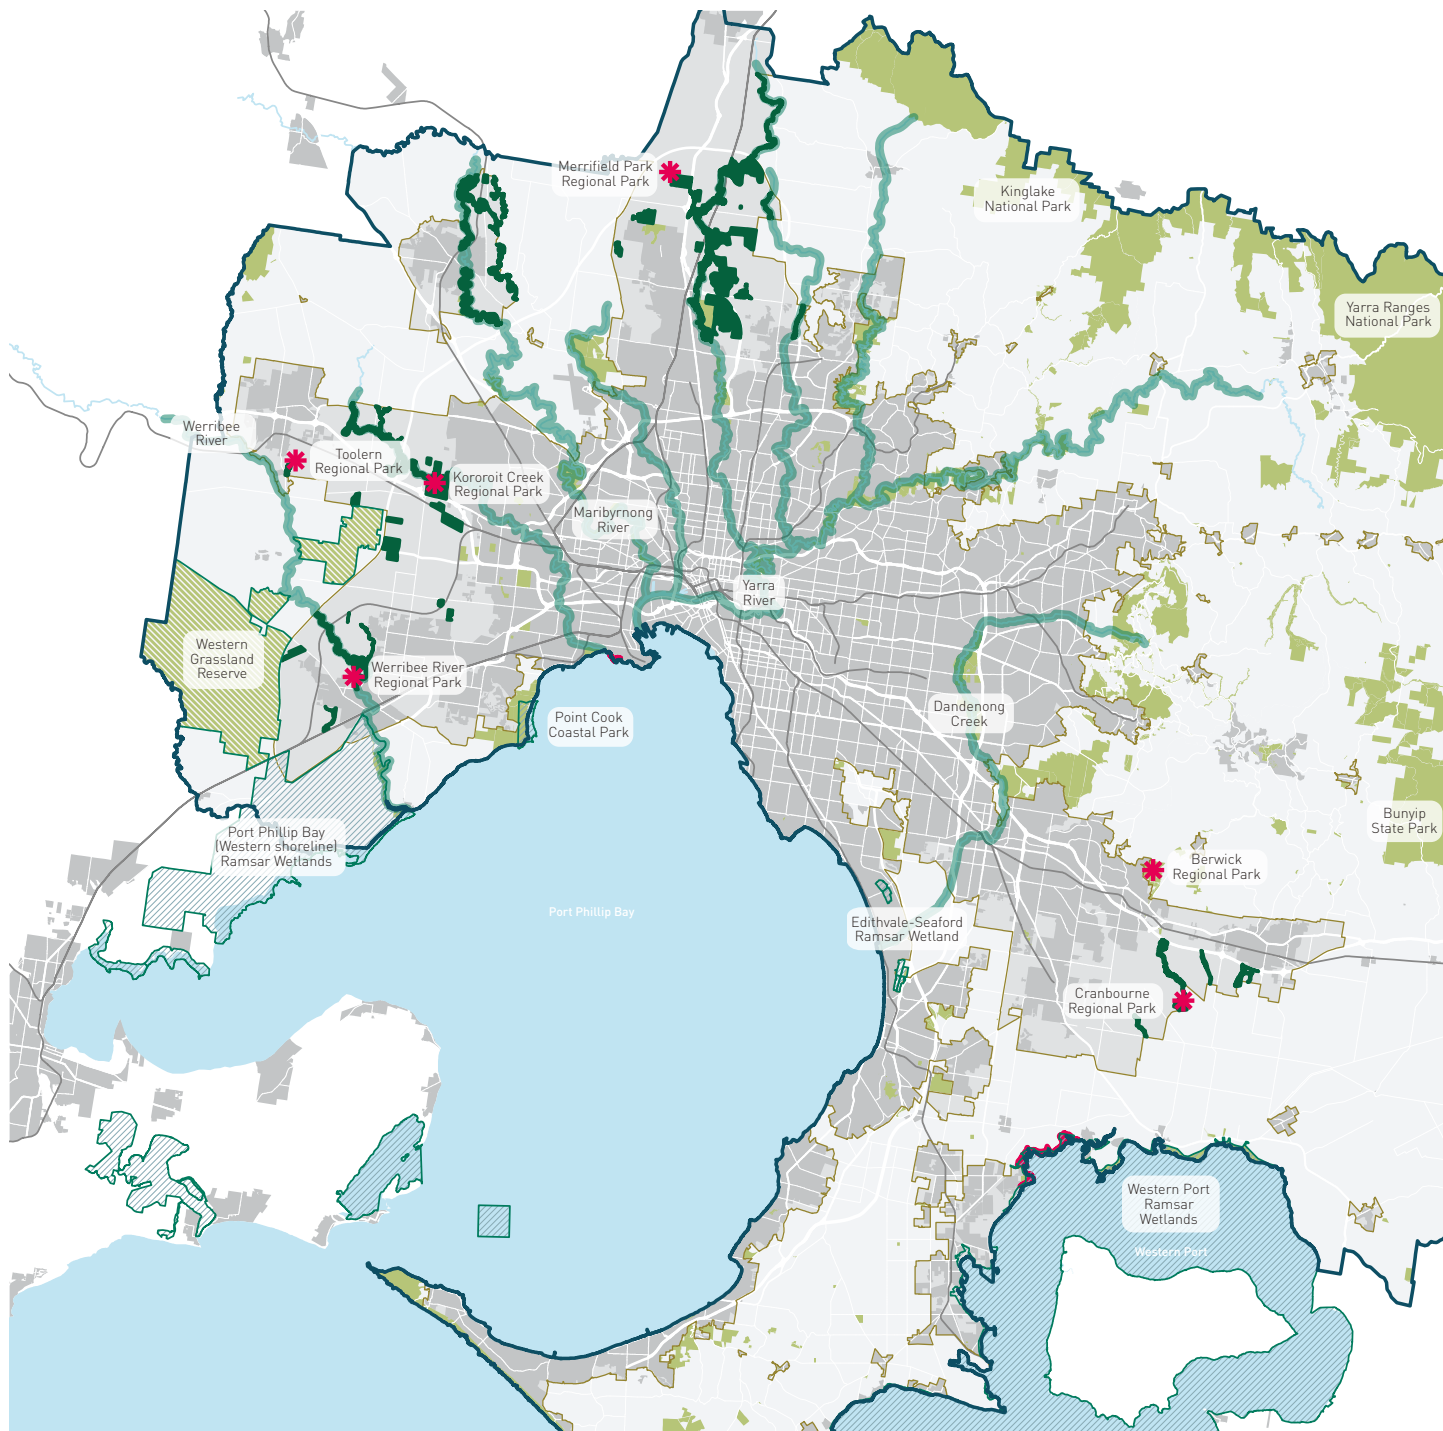 Merrifield Park
Regional Park
Kinglake
National Park
Yarra Ranges
National Park
Werribee
River
Toolern
Regional Park
Kororoit Creek
Regional Park
Maribyrnong
River
Yarra
River
Western
Grassland
Reserve
Werribee River
Regional Park
Point Cook
Coastal Park
Dandenong
Creek
Port Phillip Bay
(Western shoreline)
Ramsar Wetlands
Bunyip
State Park
Berwick
Regional Park
Port Phillip Bay
Edithvale-Seaford
Ramsar Wetland
Cranbourne
Regional Park
Western Port
Ramsar
Wetlands
Western Port